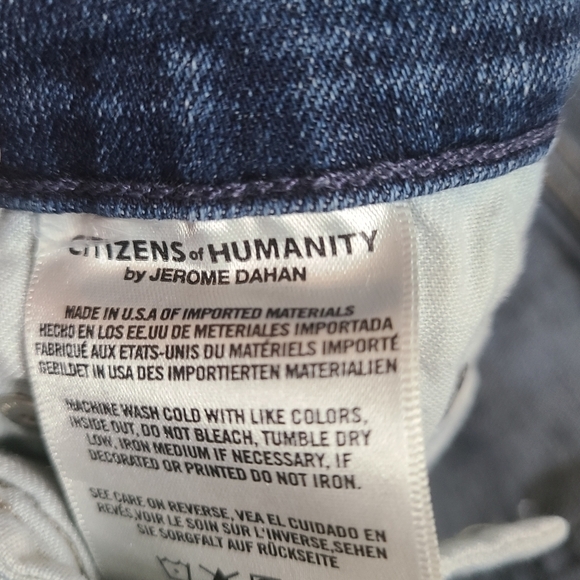 CITIZENS of HUMANITY
by JEROME DAHAN
MADE IN U.S.A OF IMPORTED MATERIALS
HECHO EN LOS EE.UU DE METERIALES IMPORTADA
FABRIQUÉ AUX ETATS-UNIS DU MATÉRIELS IMPORTÉ
GEBILDET IN USA DES IMPORTIERTEN MATERIALIEN
MACHINE WASH COLD WITH LIKE COLORS,
INSIDE OUT, DO NOT BLEACH, TUMBLE DRY
LOW, IRON MEDIUM IF NECESSARY, IF
DECORATED OR PRINTED DO NOT IRON.
SEE CARE ON REVERSE, VEA EL CUIDADO EN
REVÉS,VOIR LE SOIN SUR L'INVERSE,SEHEN
SIE SORGFALT AUF RÜCKSEITE